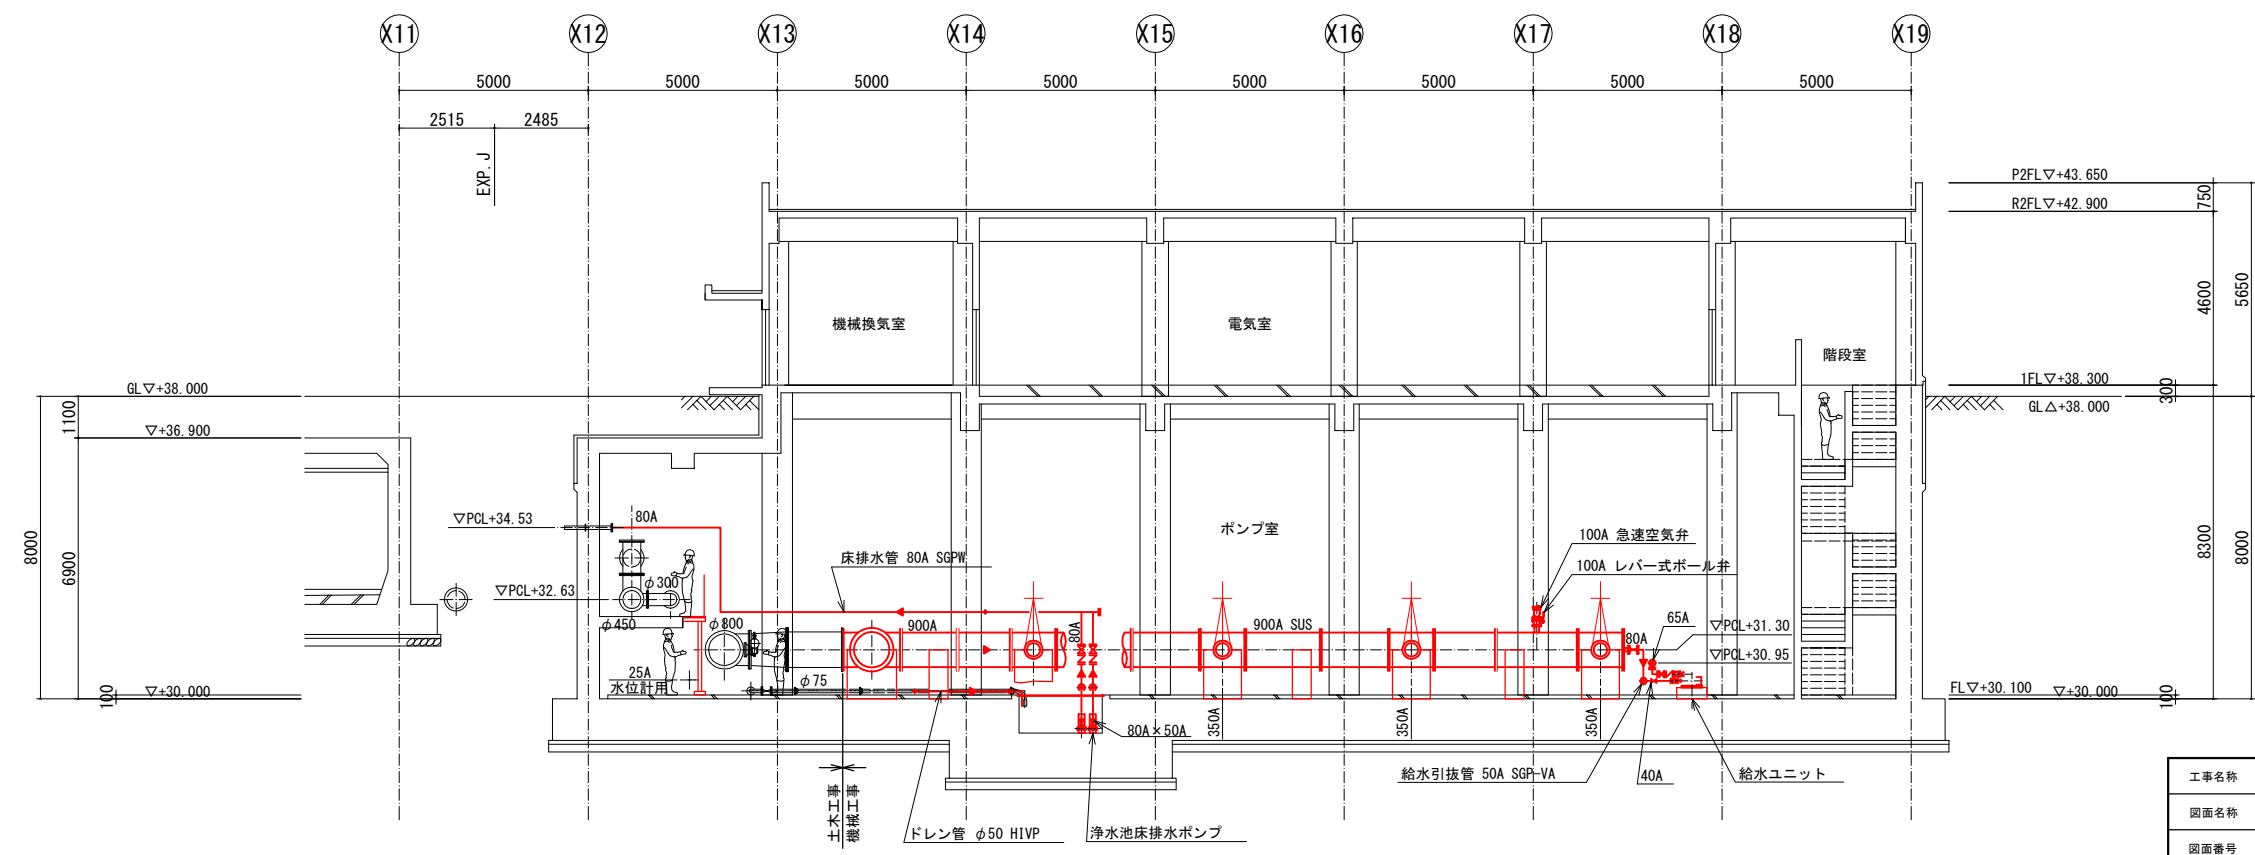 X11 X12 X13 X14 X15 X16 X17 X18 X19
5000 5000 5000 5000 5000 5000 5000 5000
2515 2485
EXP. J
P2FL▽+43.650
750
R2FL▽+42.900
4600
5650
機械換気室
電気室
階段室
GL▽+38.000
1FL▽+38.300
300
GL△+38.000
1100
▽+36.900
8000
6900
8300
8000
▽PCL+34.53
80A
ポンプ室
100A 急速空気弁
床排水管 80A SGPW
100A レバー式ボール弁
▽PCL+32.63
φ300
φ450
φ800
900A
80A
900A SUS
65A
▽PCL+31.30
80A
▽PCL+30.95
25A
水位計用
φ75
100
▽+30.000
FL▽+30.100
▽+30.000
100
350A
350A
350A
80A×50A
給水引抜管 50A SGP-VA
40A
給水ユニット
土木工事
機械工事
ドレン管 φ50 HIVP
浄水池床排水ポンプ
工事名称
図面名称
図面番号